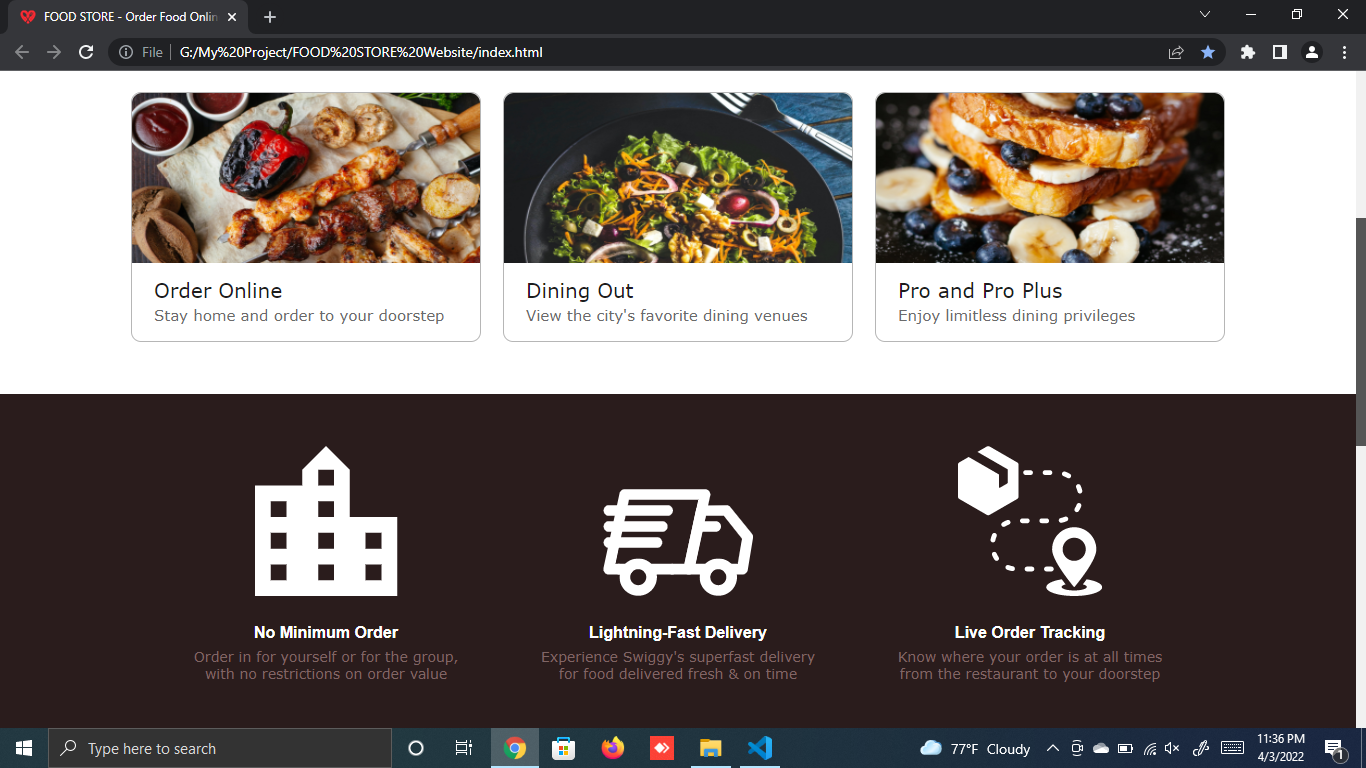 FOOD STORE - Order Food Onlin
File
G:/My%20Project/FOOD%20STORE%20Website/index.html
Order Online
Stay home and order to your doorstep
Dining Out
View the city's favorite dining venues
Pro and Pro Plus
Enjoy limitless dining privileges
No Minimum Order
Order in for yourself or for the group,
with no restrictions on order value
Lightning-Fast Delivery
Experience Swiggy's superfast delivery
for food delivered fresh & on time
Live Order Tracking
Know where your order is at all times
from the restaurant to your doorstep
Type here to search
77°F Cloudy
11:36 PM
4/3/2022
1